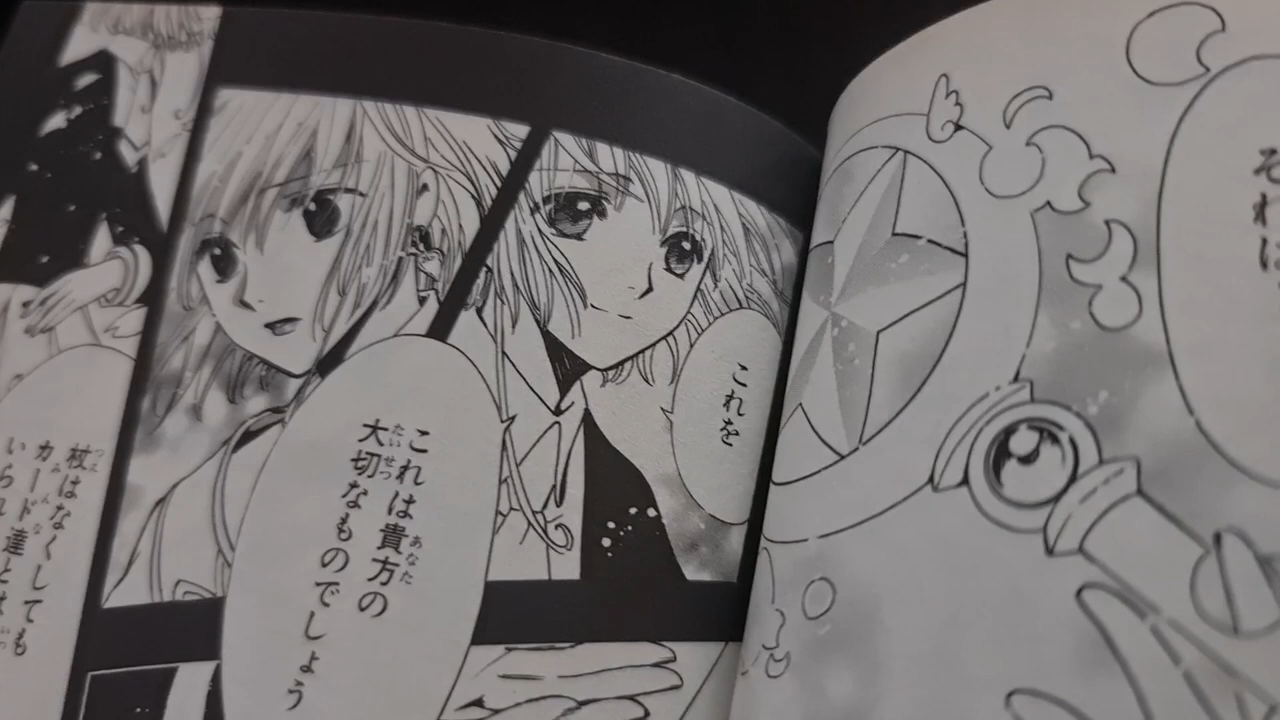 それは
これを
これは貴方の
大切なものでしょう
杖はなくしても
カード達とは
いられ